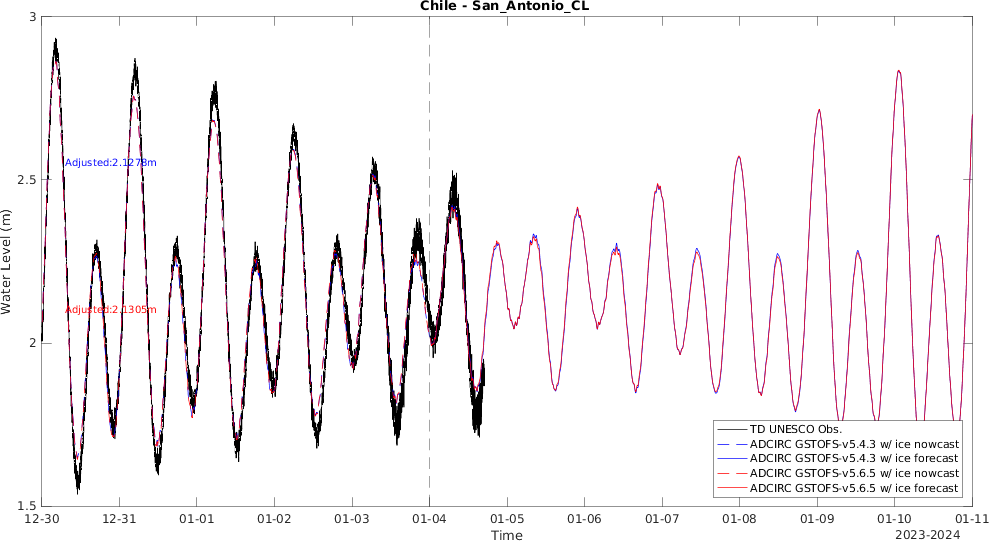 Chile - San_Antonio_CL
3
2.5
2
1.5
Water Level (m)
Adjusted:2.1278m
Adjusted:2.1305m
TD UNESCO Obs.
ADCIRC GSTOFS-v5.4.3 w/ ice nowcast
ADCIRC GSTOFS-v5.4.3 w/ ice forecast
ADCIRC GSTOFS-v5.6.5 w/ ice nowcast
ADCIRC GSTOFS-v5.6.5 w/ ice forecast
12-30 12-31 01-01 01-02 01-03 01-04 01-05 01-06 01-07 01-08 01-09 01-10 01-11
Time
2023-2024